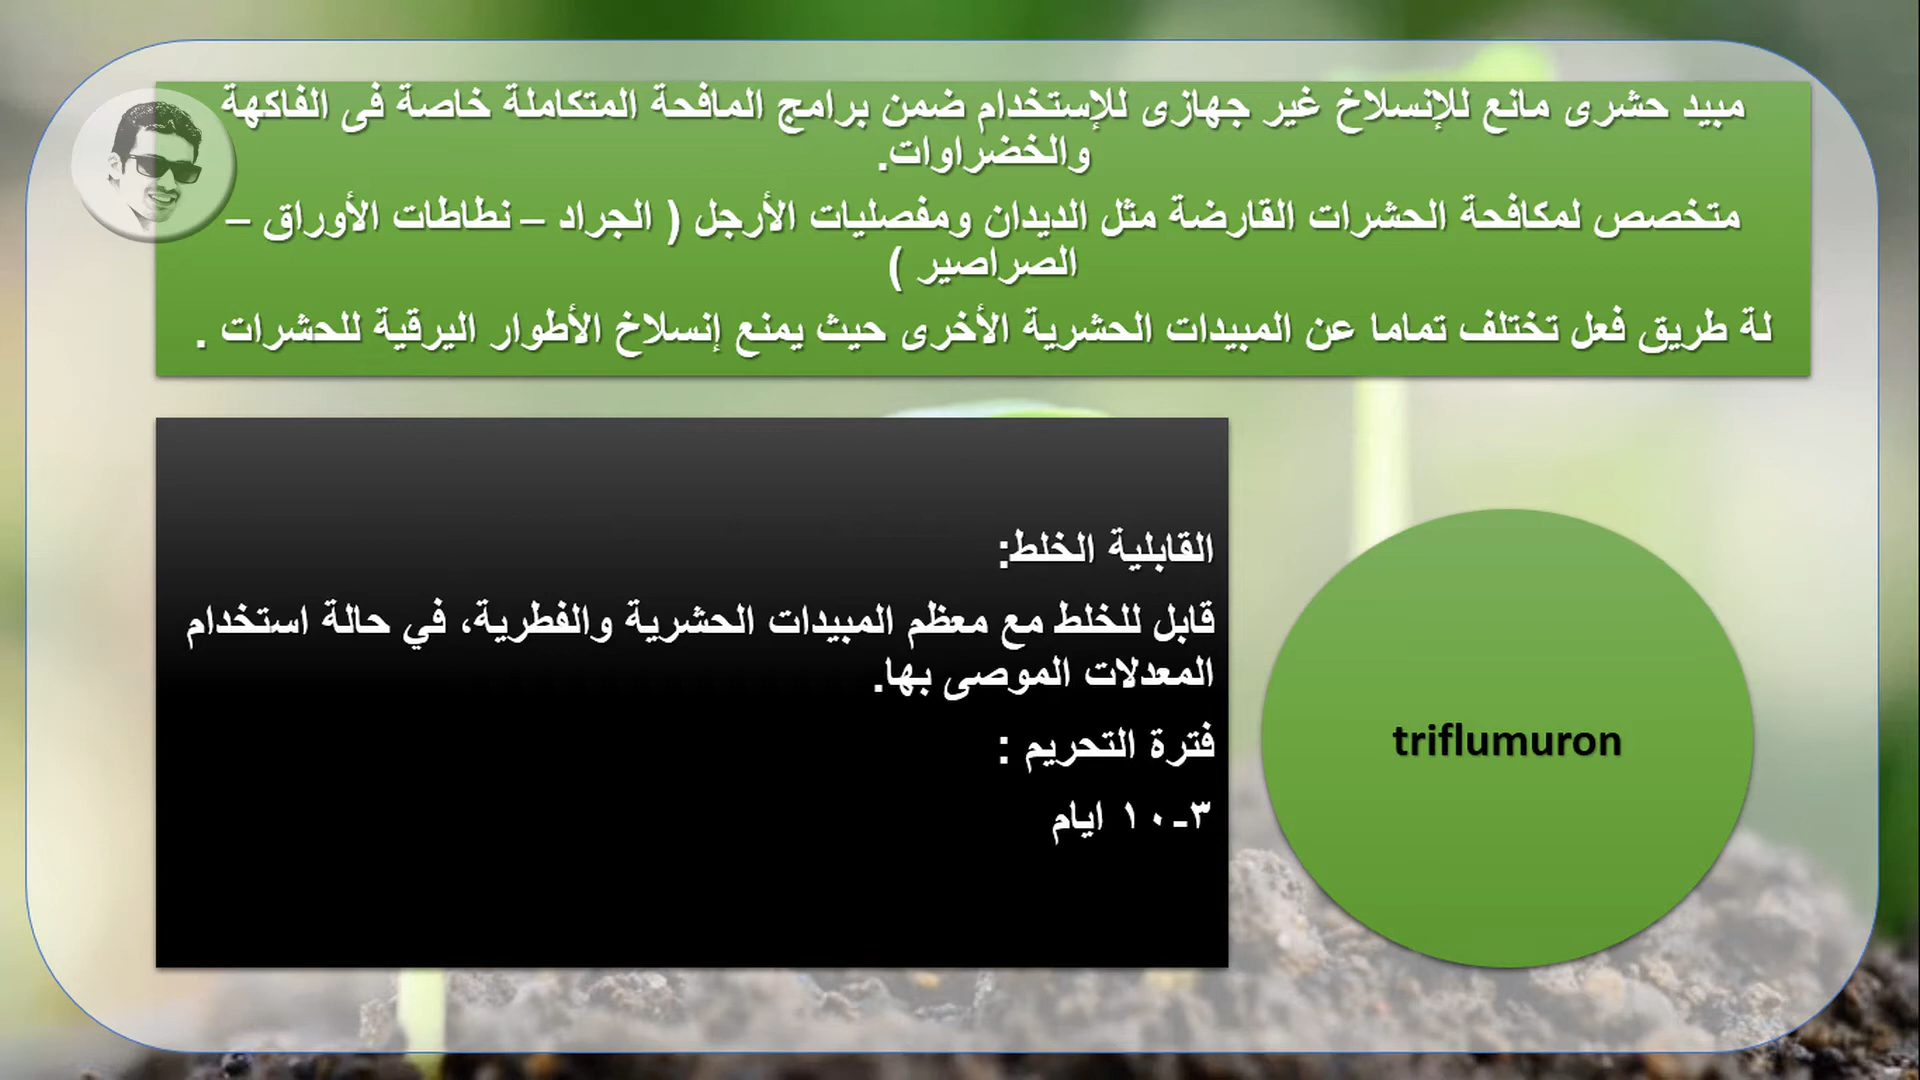 مبيد حشرى مانع للإنسلاخ غير جهازى للإستخدام ضمن برامج المافحة المتكاملة خاصة فى الفاكهة
والخضراوات.
متخصص لمكافحة الحشرات القارضة مثل الديدان ومفصليات الأرجل ( الجراد – نطاطات الأوراق –
الصراصير )
لة طريق فعل تختلف تماما عن المبيدات الحشرية الأخرى حيث يمنع إنسلاخ الأطوار اليرقية للحشرات .
القابلية الخلط:
قابل للخلط مع معظم المبيدات الحشرية والفطرية، في حالة استخدام
المعدلات الموصى بها.
فترة التحريم :
٣-١٠ ايام
triflumuron